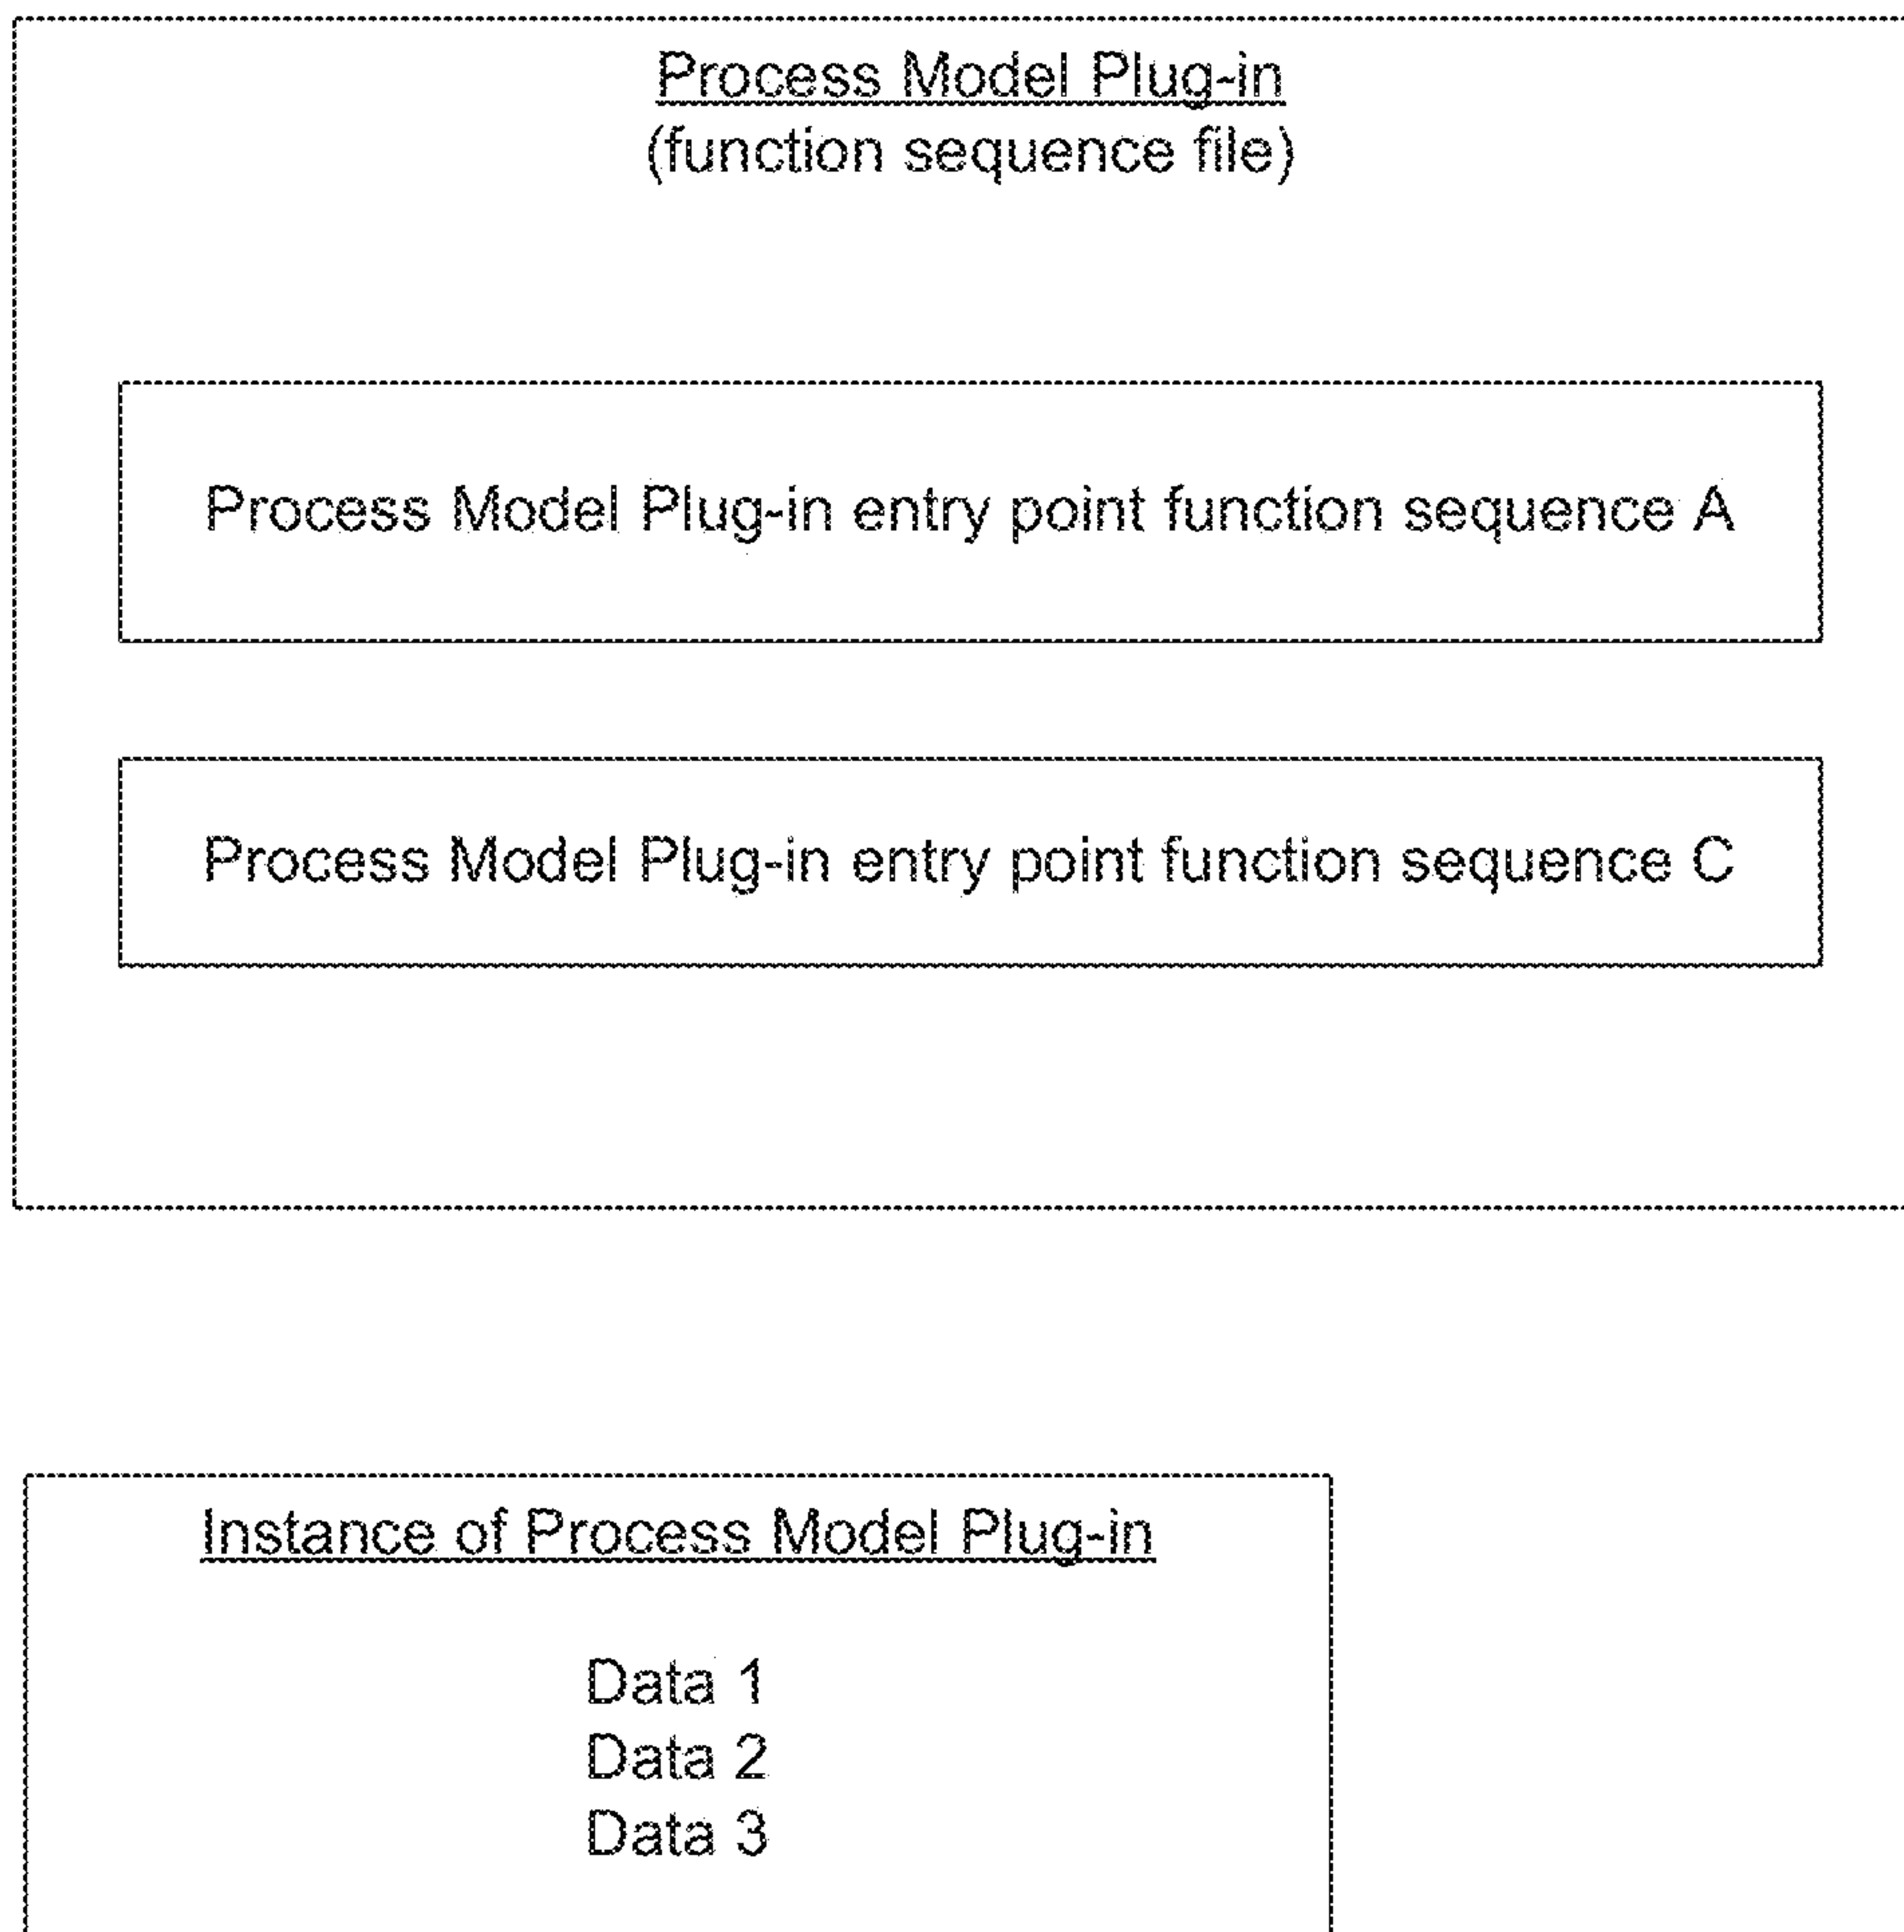 Process Model Plug-in
(function sequence file)
Process Model Plug-in entry point function sequence A
Process Model Plug-in entry point function sequence C
Instance of Process Model Plug-in
Data 1
Data 2
Data 3